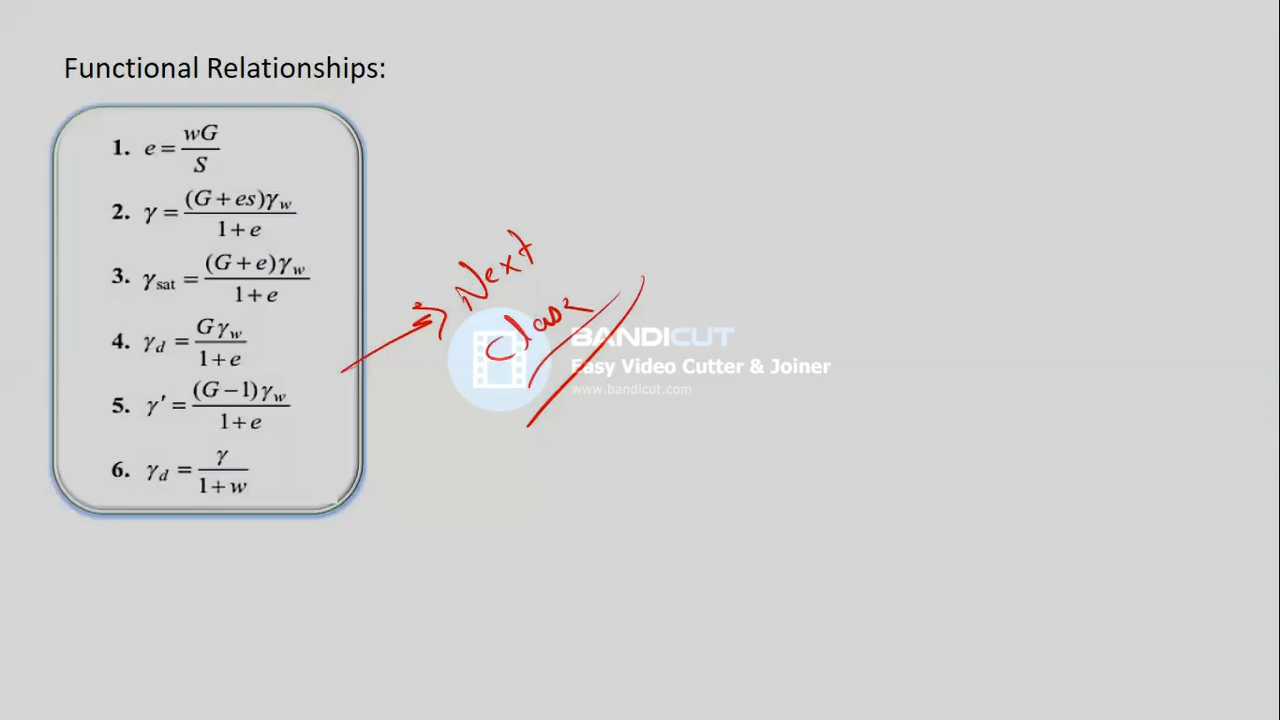 Functional Relationships:
1. e = wG/S
2. γ = (G + es)γw/1 + e
3. γsat = (G + e)γw/1 + e
4. γd = Gγw/1 + e
5. γ′ = (G − 1)γw/1 + e
6. γd = γ/1 + w
Next
Class
BANDICUT
Easy Video Cutter & Joiner
www.bandicut.com